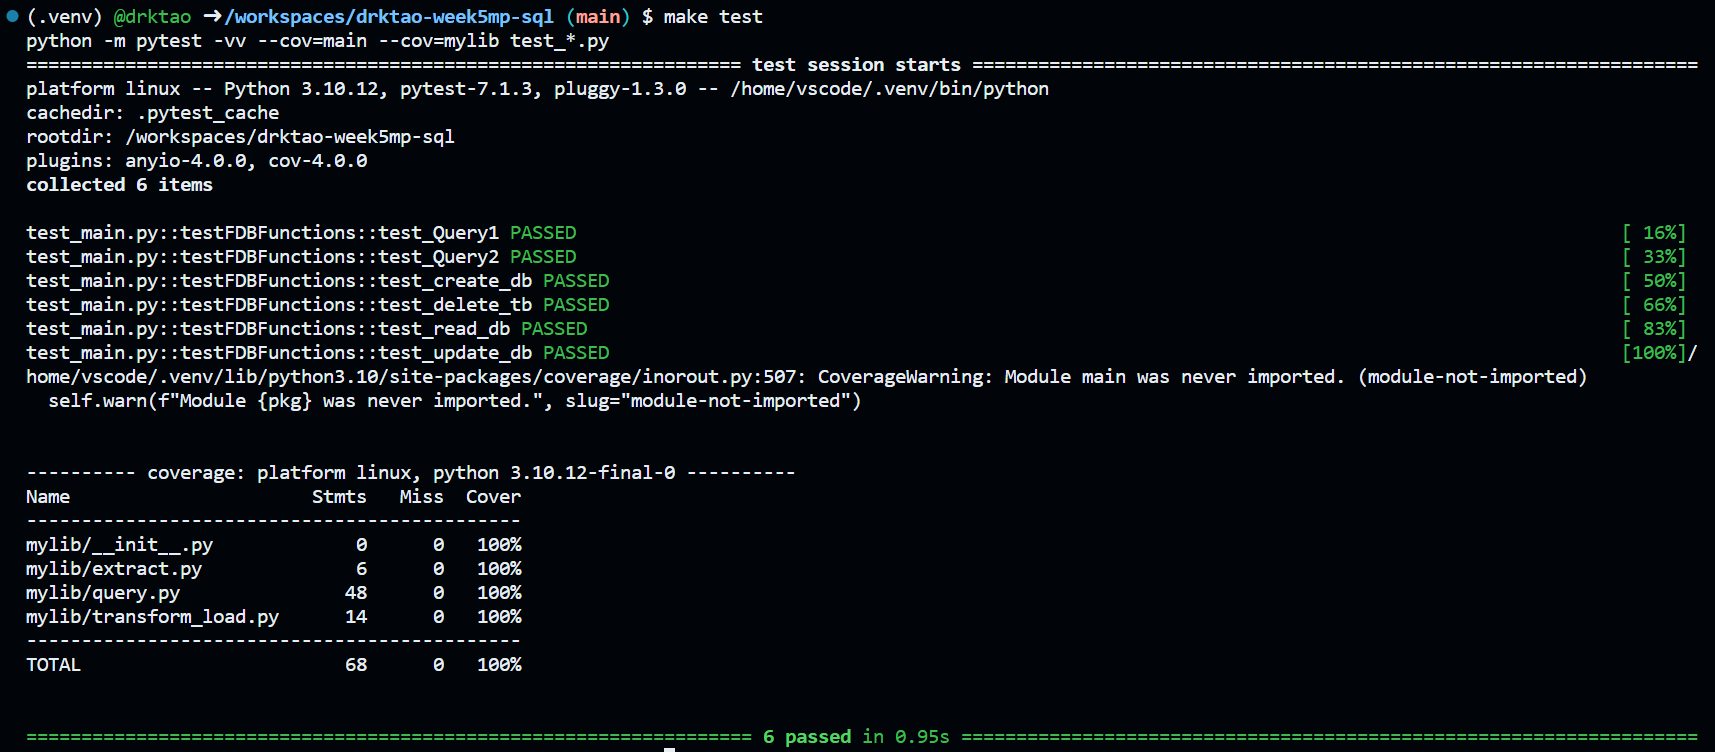 (.venv) @drktao ➜/workspaces/drktao-week5mp-sql (main) $ make test
python -m pytest -vv --cov=main --cov=mylib test_*.py
================================================================= test session starts ==================================================================
platform linux -- Python 3.10.12, pytest-7.1.3, pluggy-1.3.0 -- /home/vscode/.venv/bin/python
cachedir: .pytest_cache
rootdir: /workspaces/drktao-week5mp-sql
plugins: anyio-4.0.0, cov-4.0.0
collected 6 items
test_main.py::testFDBFunctions::test_Query1 PASSED [ 16%]
test_main.py::testFDBFunctions::test_Query2 PASSED [ 33%]
test_main.py::testFDBFunctions::test_create_db PASSED [ 50%]
test_main.py::testFDBFunctions::test_delete_tb PASSED [ 66%]
test_main.py::testFDBFunctions::test_read_db PASSED [ 83%]
test_main.py::testFDBFunctions::test_update_db PASSED [100%]/
home/vscode/.venv/lib/python3.10/site-packages/coverage/inorout.py:507: CoverageWarning: Module main was never imported. (module-not-imported)
  self.warn(f"Module {pkg} was never imported.", slug="module-not-imported")
---------- coverage: platform linux, python 3.10.12-final-0 ----------
Name                      Stmts   Miss  Cover
---------------------------------------------
mylib/__init__.py             0      0   100%
mylib/extract.py              6      0   100%
mylib/query.py               48      0   100%
mylib/transform_load.py      14      0   100%
---------------------------------------------
TOTAL                        68      0   100%
================================================================== 6 passed in 0.95s ===================================================================